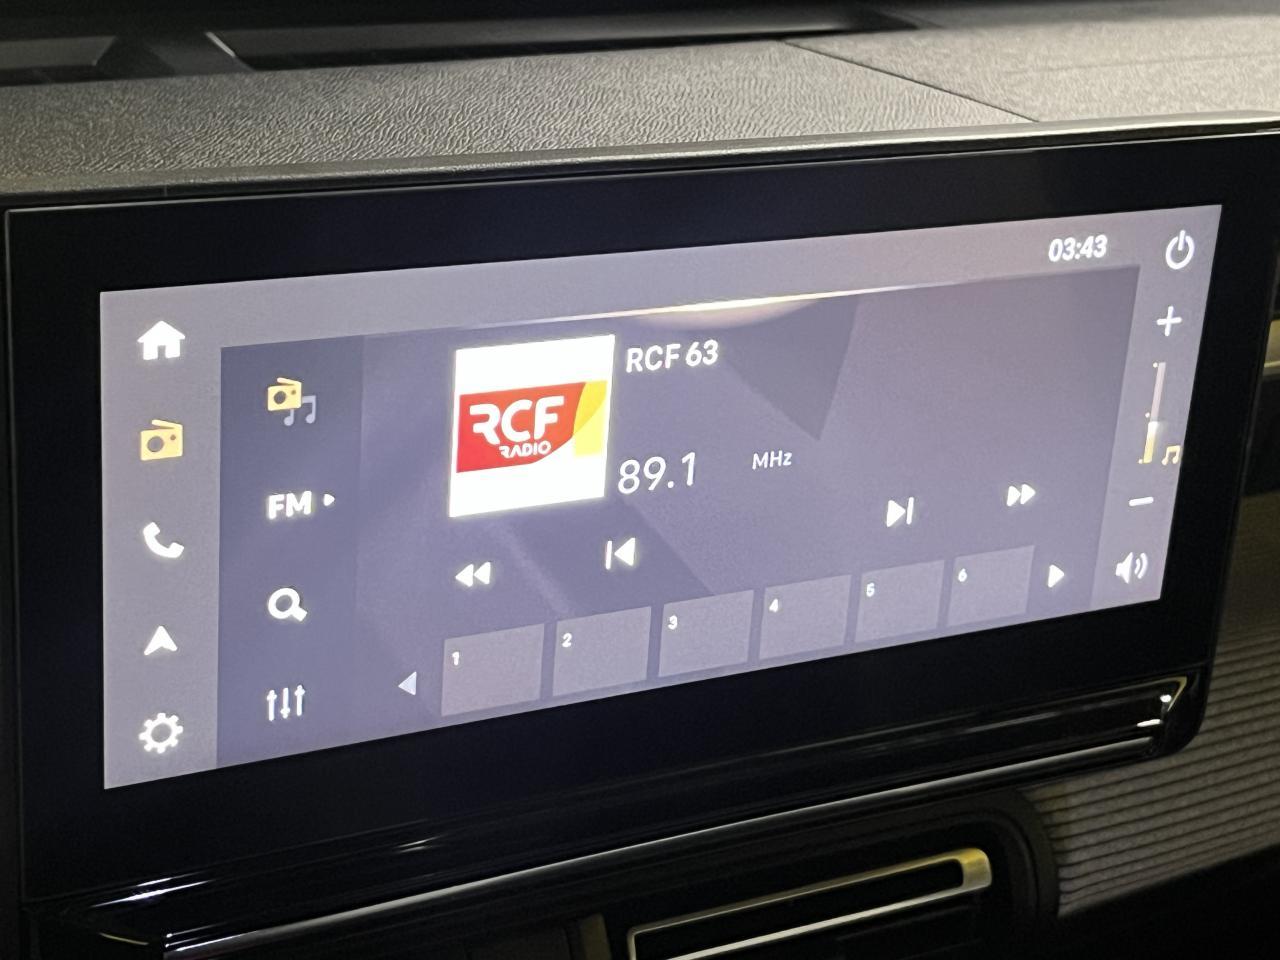 03:43
RCF 63
RCF
RADIO
89.1 MHz
FM
1 2 3 4 5 6